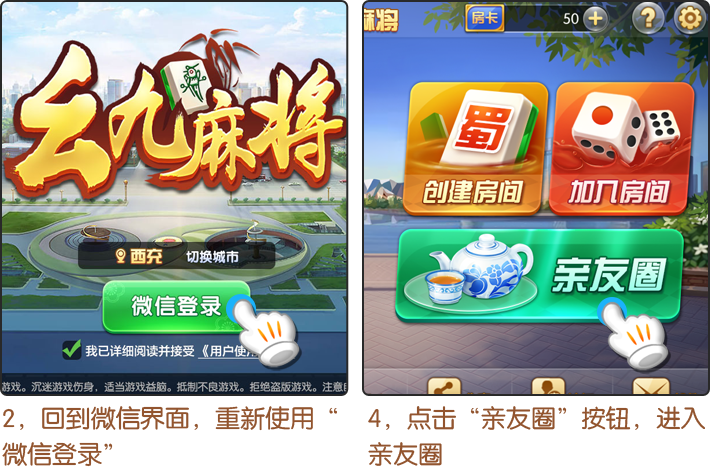 幺九麻将
西充 切换城市
微信登录
我已详细阅读并接受《用户使用
游戏。沉迷游戏伤身，适当游戏益脑。抵制不良游戏。拒绝盗版游戏。注意自
2，回到微信界面，重新使用“
微信登录”
麻将 房卡 50 + ?
蜀
创建房间 加入房间
亲友圈
4，点击“亲友圈”按钮，进入
亲友圈